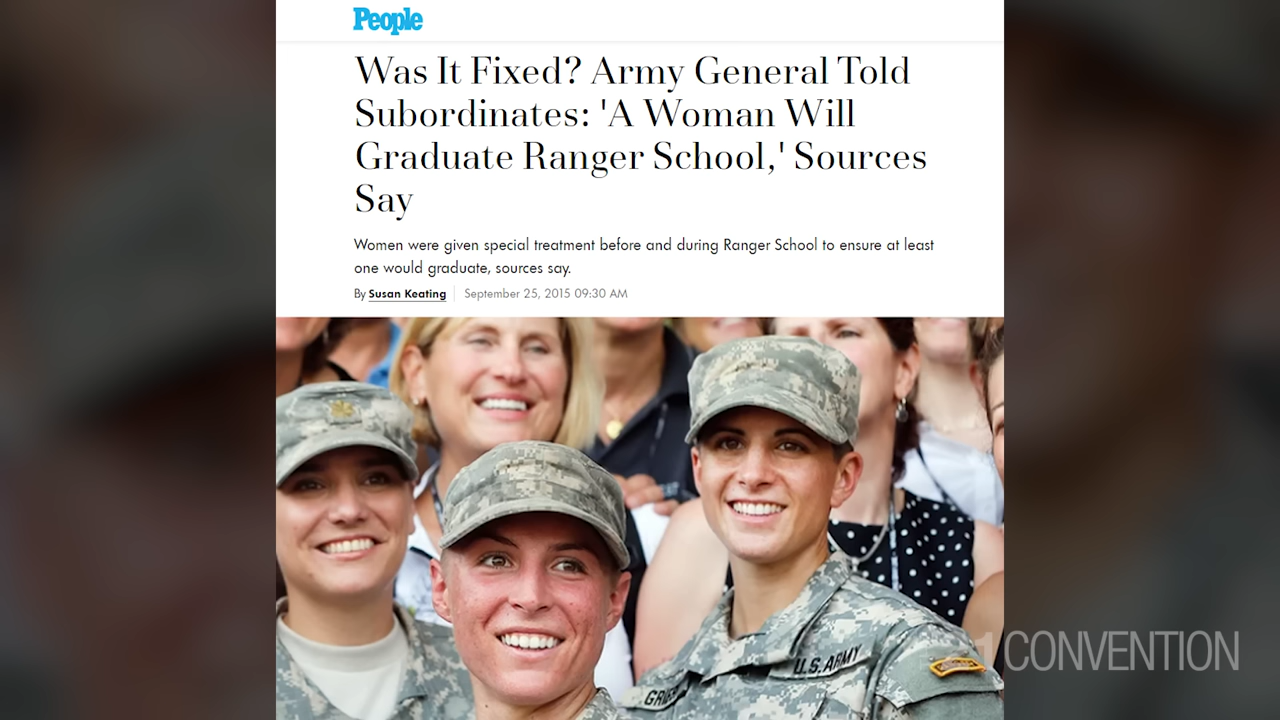 People
Was It Fixed? Army General Told
Subordinates: 'A Woman Will
Graduate Ranger School,' Sources
Say
Women were given special treatment before and during Ranger School to ensure at least
one would graduate, sources say.
By Susan Keating September 25, 2015 09:30 AM
U.S. ARMY
CONVENTION